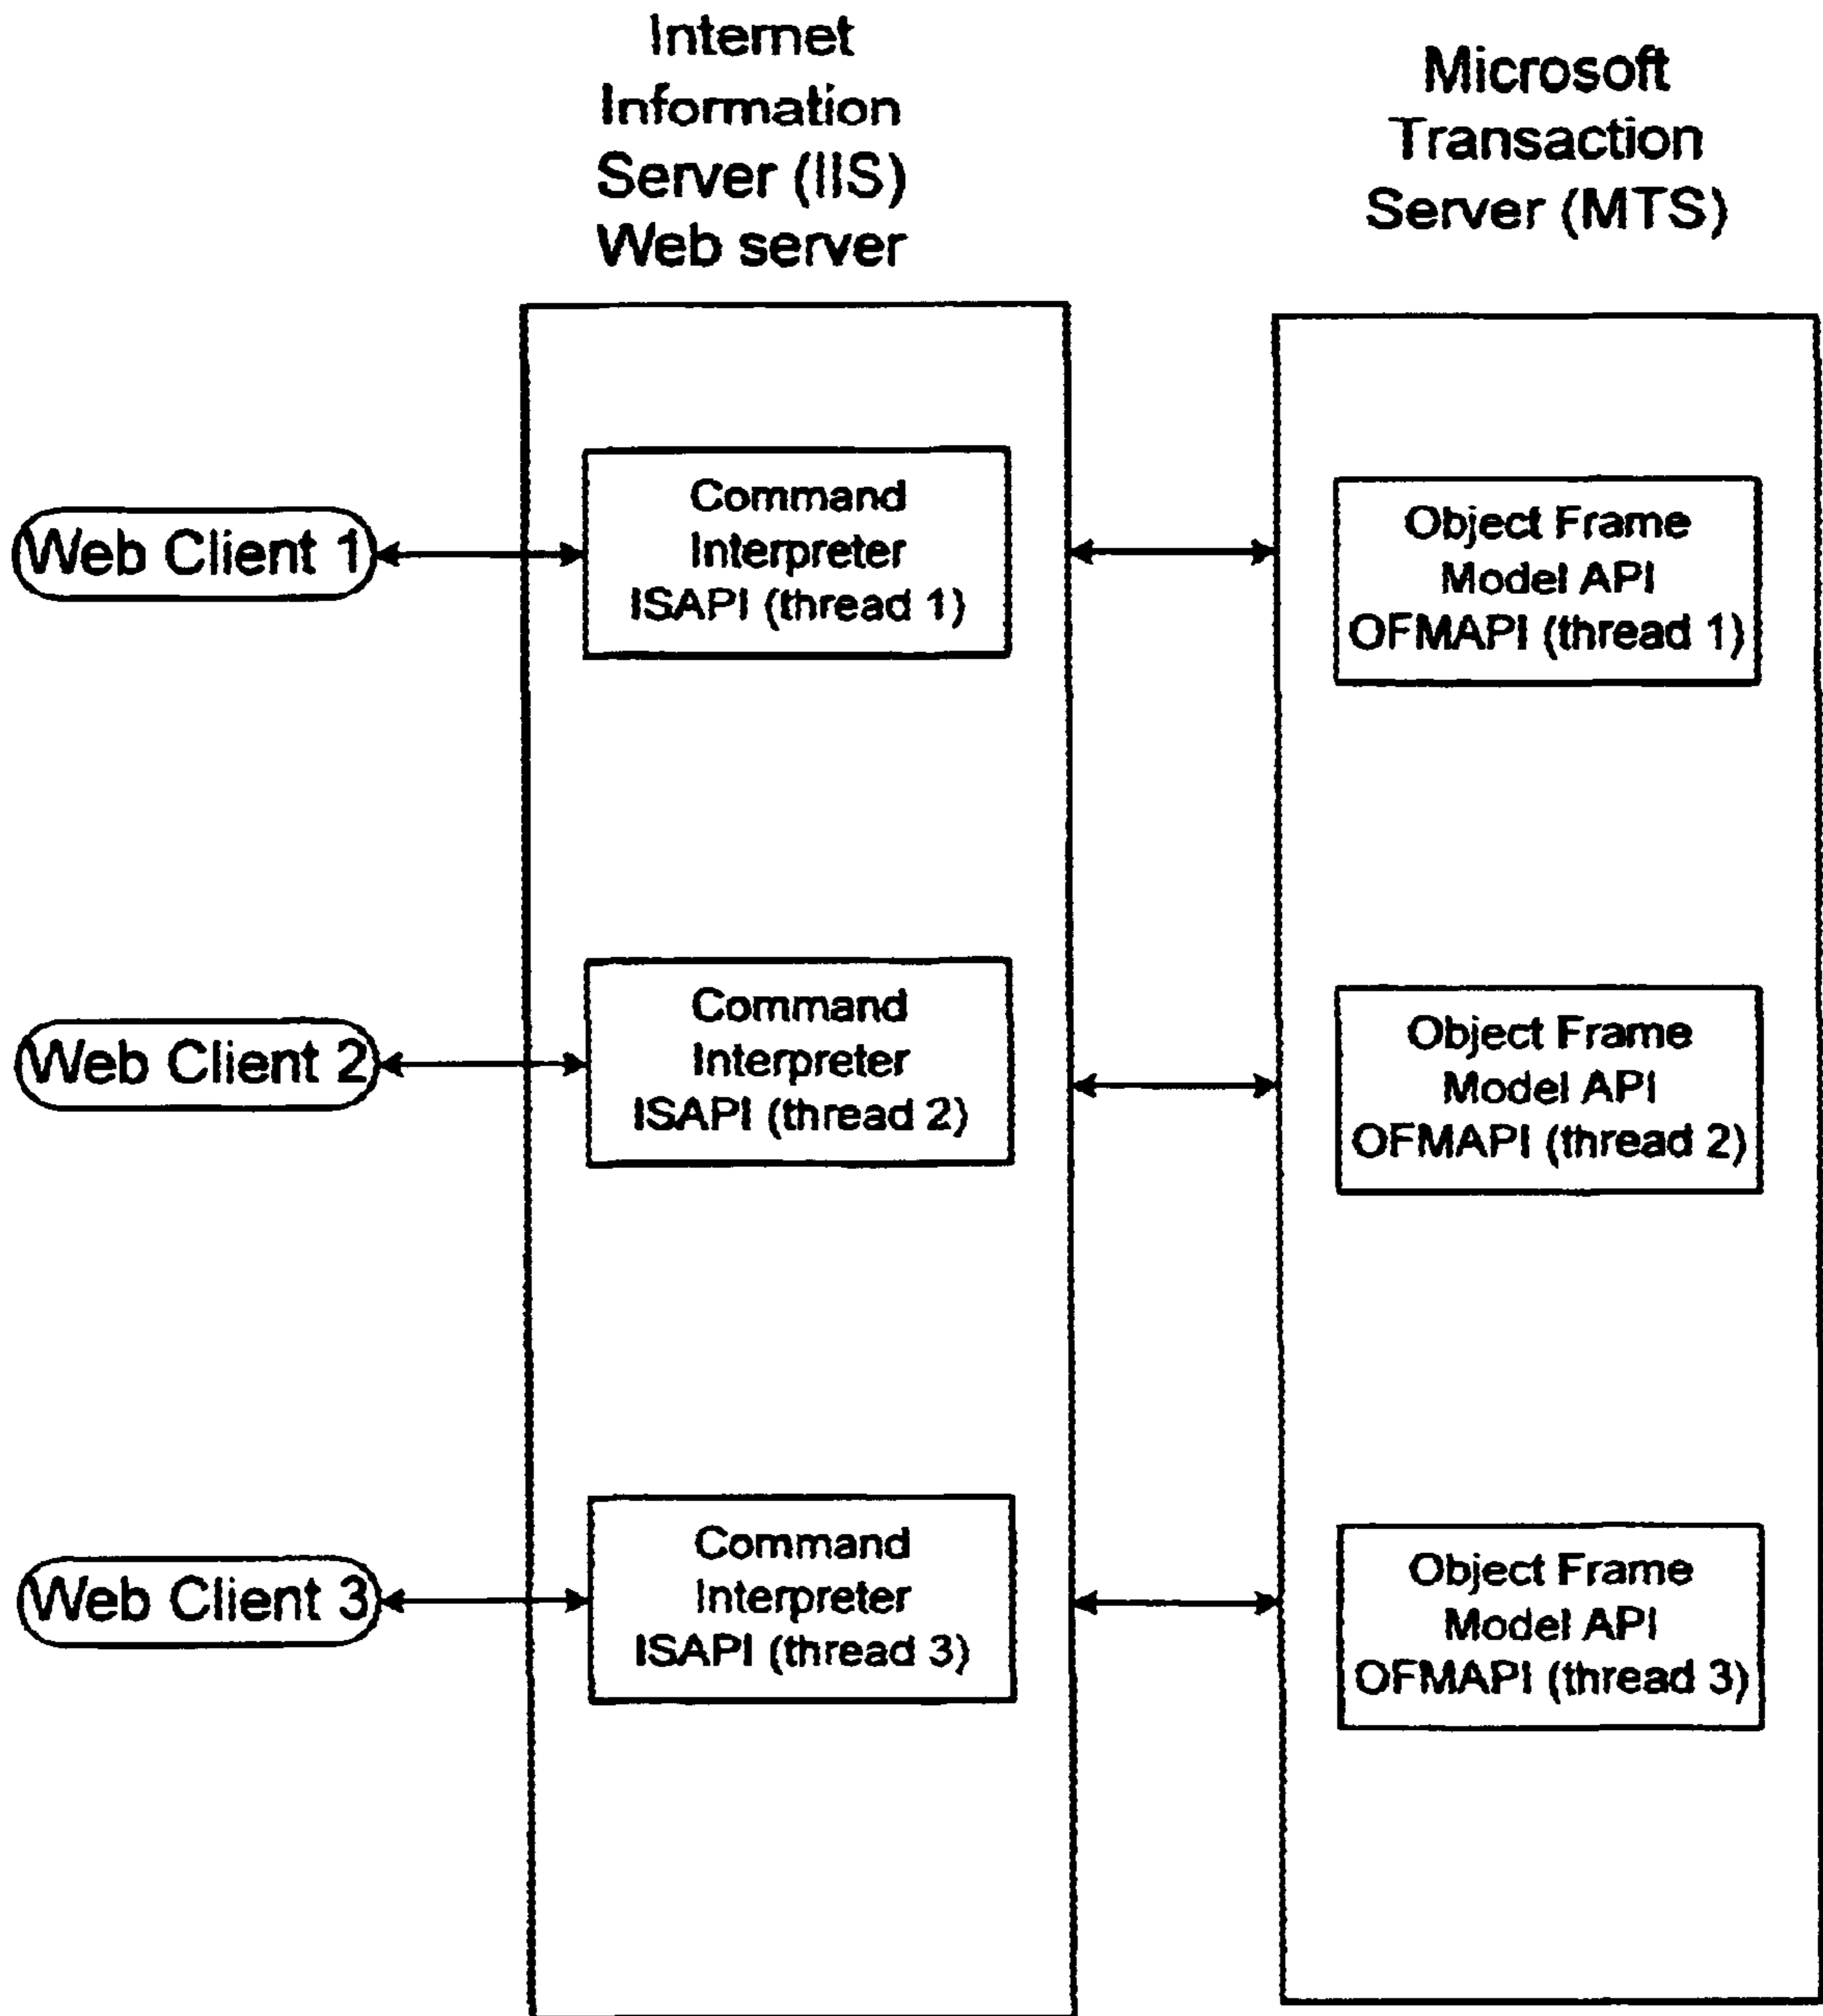 Internet
Information
Server (IIS)
Web server
Microsoft
Transaction
Server (MTS)
Web Client 1
Command
Interpreter
ISAPI (thread 1)
Object Frame
Model API
OFMAPI (thread 1)
Web Client 2
Command
Interpreter
ISAPI (thread 2)
Object Frame
Model API
OFMAPI (thread 2)
Web Client 3
Command
Interpreter
ISAPI (thread 3)
Object Frame
Model API
OFMAPI (thread 3)